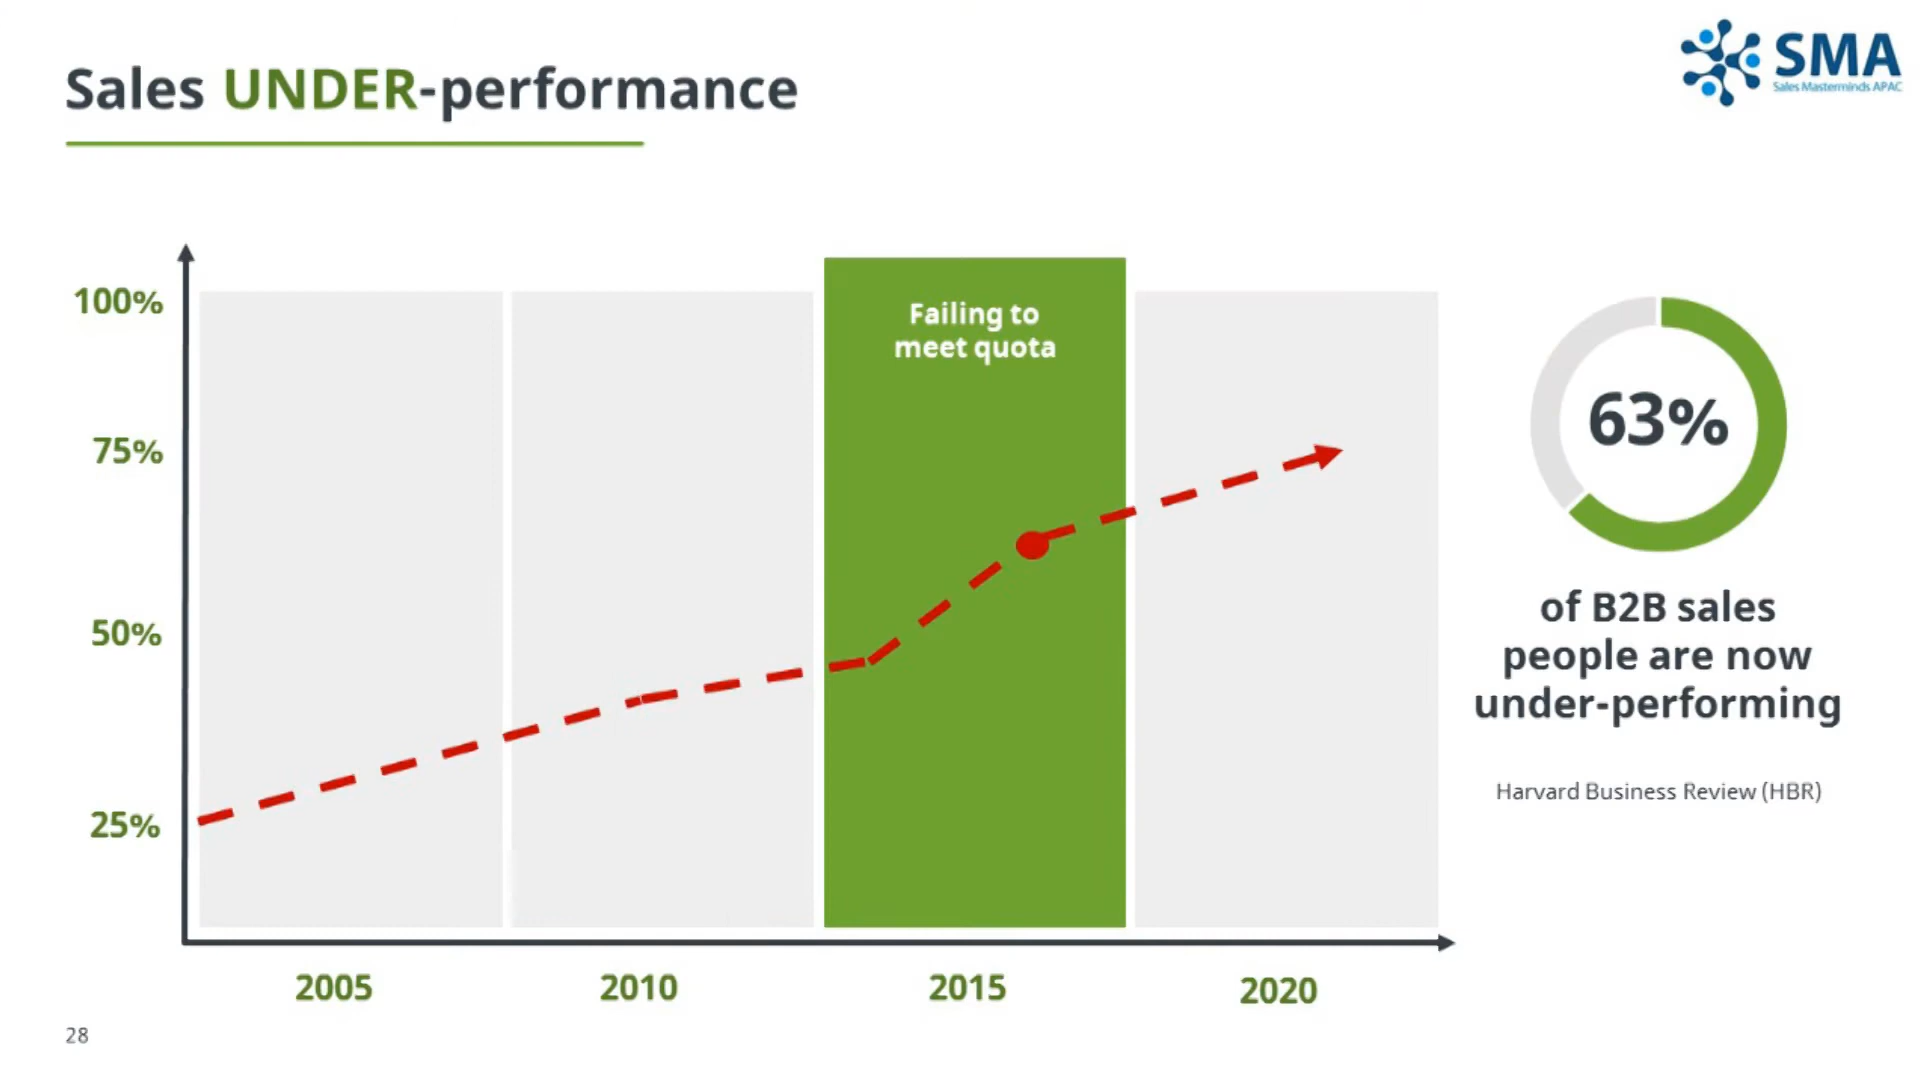 Sales UNDER-performance
SMA
Sales Masterminds APAC
100%
75%
50%
25%
Failing to
meet quota
2005
2010
2015
2020
63%
of B2B sales
people are now
under-performing
Harvard Business Review (HBR)
28